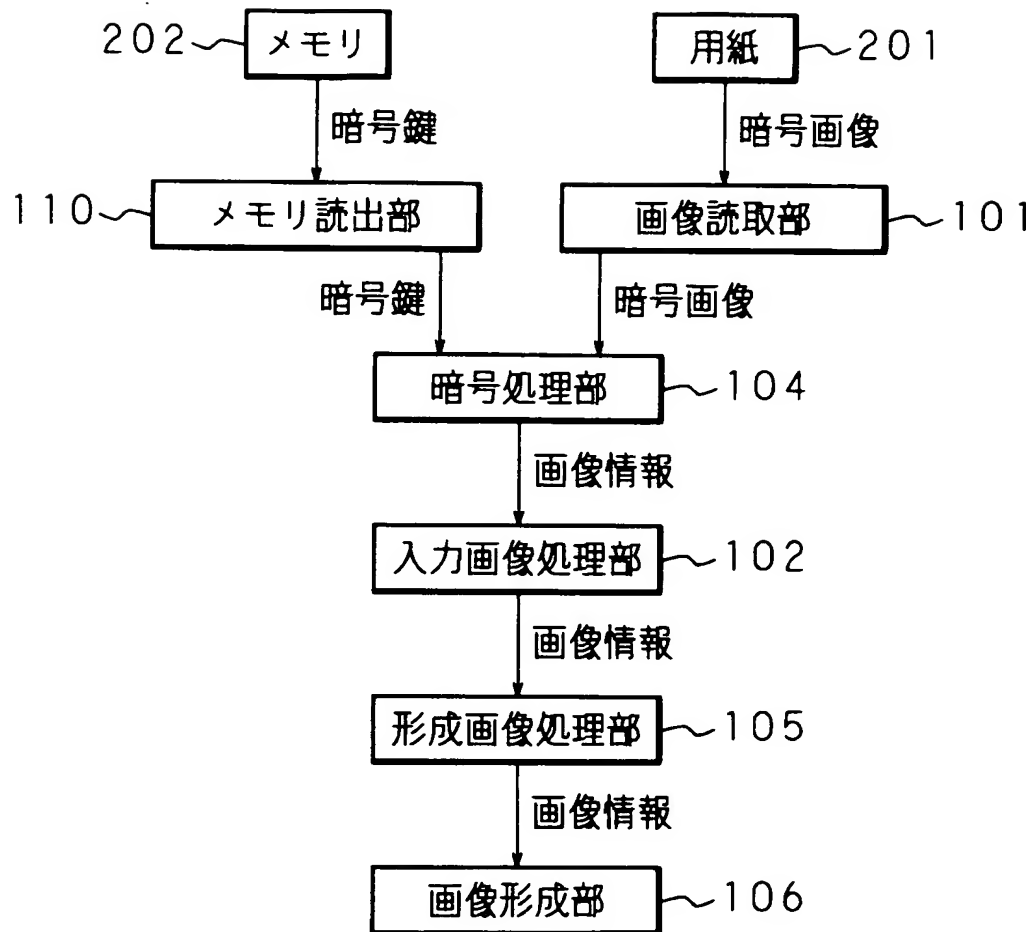 202 メモリ 用紙 201
暗号鍵 暗号画像
110 メモリ読出部 画像読取部 101
暗号鍵 暗号画像
暗号処理部 104
画像情報
入力画像処理部 102
画像情報
形成画像処理部 105
画像情報
画像形成部 106